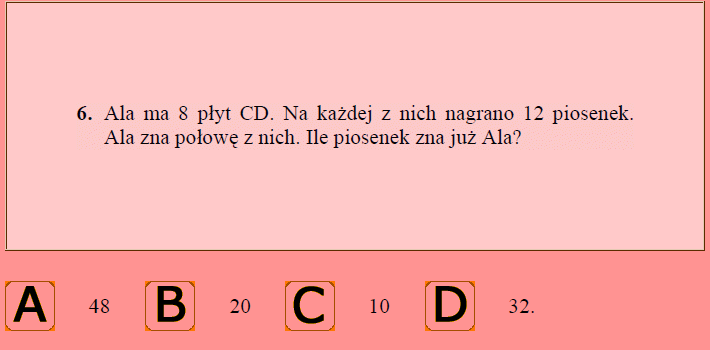 6. Ala ma 8 płyt CD. Na każdej z nich nagrano 12 piosenek.
Ala zna połowę z nich. Ile piosenek zna już Ala?
A 48 B 20 C 10 D 32.